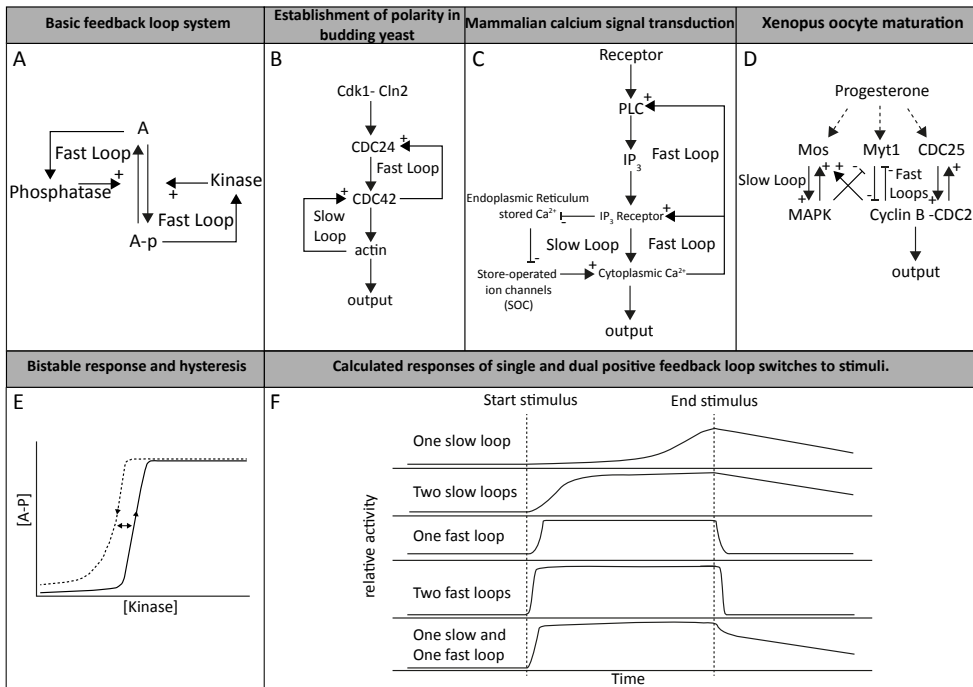 Basic feedback loop system
Establishment of polarity in
budding yeast
Mammalian calcium signal transduction
Xenopus oocyte maturation
A
A
Fast Loop
Phosphatase
+
+
Kinase
Fast Loop
A-p
B
Cdk1- Cln2
+
CDC24
Fast Loop
+
CDC42
Slow
Loop
actin
output
C
Receptor
PLC
+
IP3
Fast Loop
Endoplasmic Reticulum
stored Ca2+
-
IP3 Receptor
+
Slow Loop
Fast Loop
-
Store-operated
ion channels
(SOC)
+
Cytoplasmic Ca2+
output
D
Progesterone
Mos
Myt1
CDC25
Slow Loop
+
+
-
-
Fast
Loops
+
+
-
+
MAPK
Cyclin B -CDC2
output
Bistable response and hysteresis
Calculated responses of single and dual positive feedback loop switches to stimuli.
E
[A-P]
[Kinase]
F
Start stimulus
End stimulus
relative activity
One slow loop
Two slow loops
One fast loop
Two fast loops
One slow and
One fast loop
Time